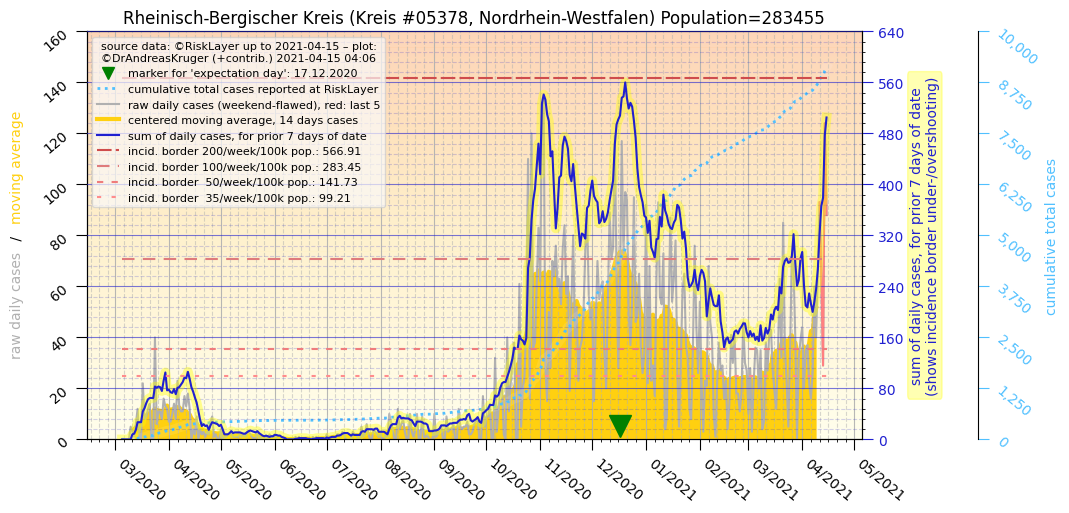 Rheinisch-Bergischer Kreis (Kreis #05378, Nordrhein-Westfalen) Population=283455
source data: ©RiskLayer up to 2021-04-15 – plot:
©DrAndreasKruger (+contrib.) 2021-04-15 04:06
marker for 'expectation day': 17.12.2020
cumulative total cases reported at RiskLayer
raw daily cases (weekend-flawed), red: last 5
centered moving average, 14 days cases
sum of daily cases, for prior 7 days of date
incid. border 200/week/100k pop.: 566.91
incid. border 100/week/100k pop.: 283.45
incid. border  50/week/100k pop.: 141.73
incid. border  35/week/100k pop.: 99.21
raw daily cases / moving average
160
140
120
100
80
60
40
20
0
03/2020
04/2020
05/2020
06/2020
07/2020
08/2020
09/2020
10/2020
11/2020
12/2020
01/2021
02/2021
03/2021
04/2021
05/2021
640
560
480
400
320
240
160
80
0
sum of daily cases, for prior 7 days of date
(shows incidence border under-/overshooting)
10,000
8,750
7,500
6,250
5,000
3,750
2,500
1,250
0
cumulative total cases